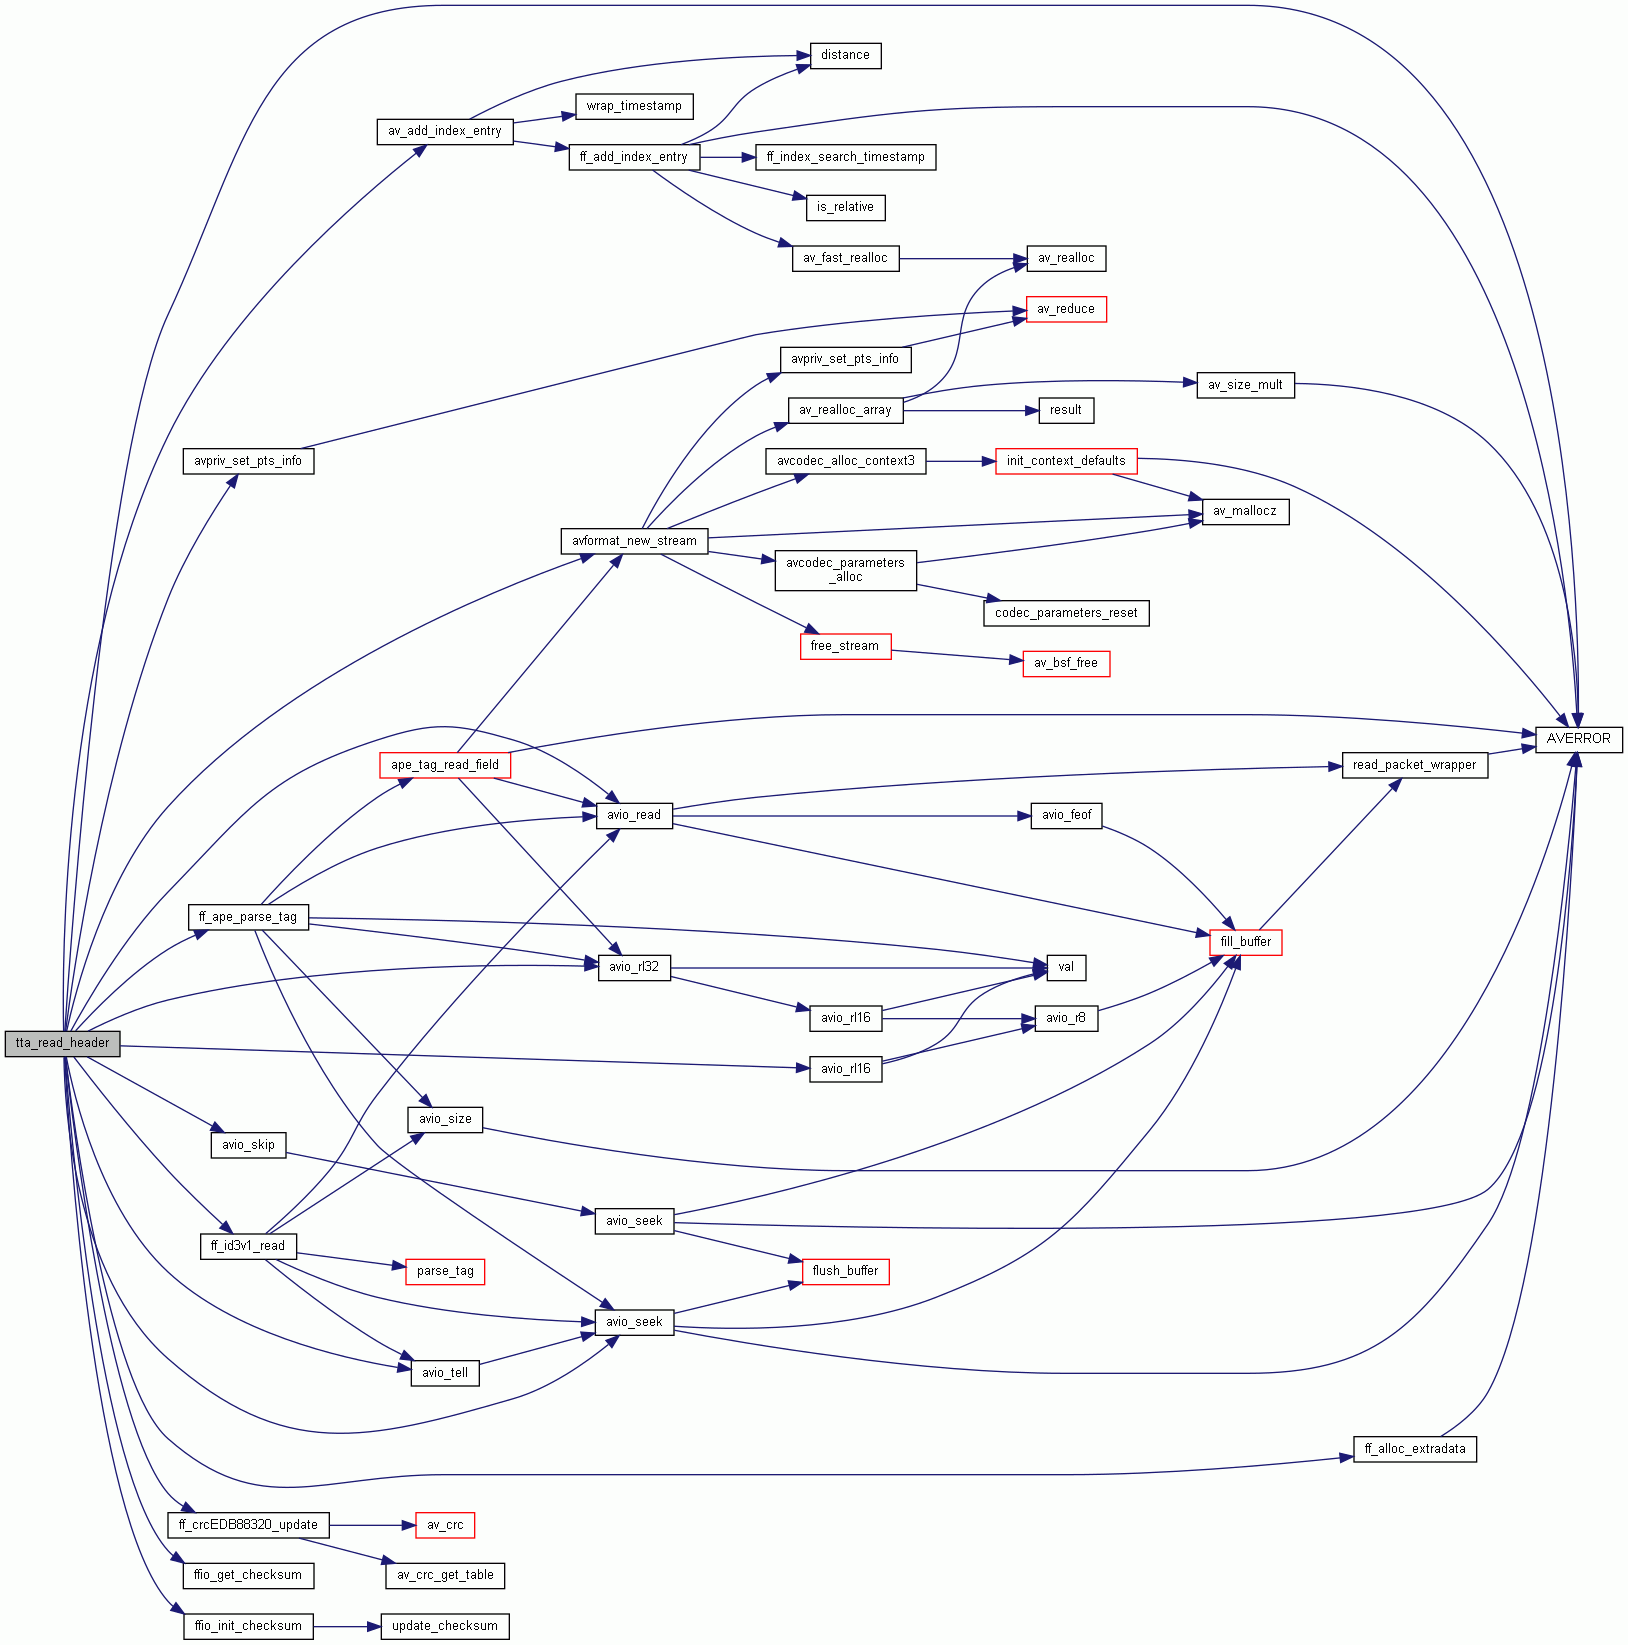 distance
wrap_timestamp
av_add_index_entry
ff_add_index_entry
ff_index_search_timestamp
is_relative
av_fast_realloc
av_realloc
av_reduce
avpriv_set_pts_info
av_size_mult
av_realloc_array
result
avpriv_set_pts_info
avcodec_alloc_context3
init_context_defaults
av_mallocz
avformat_new_stream
avcodec_parameters
_alloc
codec_parameters_reset
free_stream
av_bsf_free
AVERROR
ape_tag_read_field
read_packet_wrapper
avio_read
avio_feof
ff_ape_parse_tag
fill_buffer
avio_rl32
val
avio_rl16
avio_r8
tta_read_header
avio_rl16
avio_size
avio_skip
avio_seek
ff_id3v1_read
parse_tag
flush_buffer
avio_seek
avio_tell
ff_alloc_extradata
ff_crcEDB88320_update
av_crc
ffio_get_checksum
av_crc_get_table
ffio_init_checksum
update_checksum